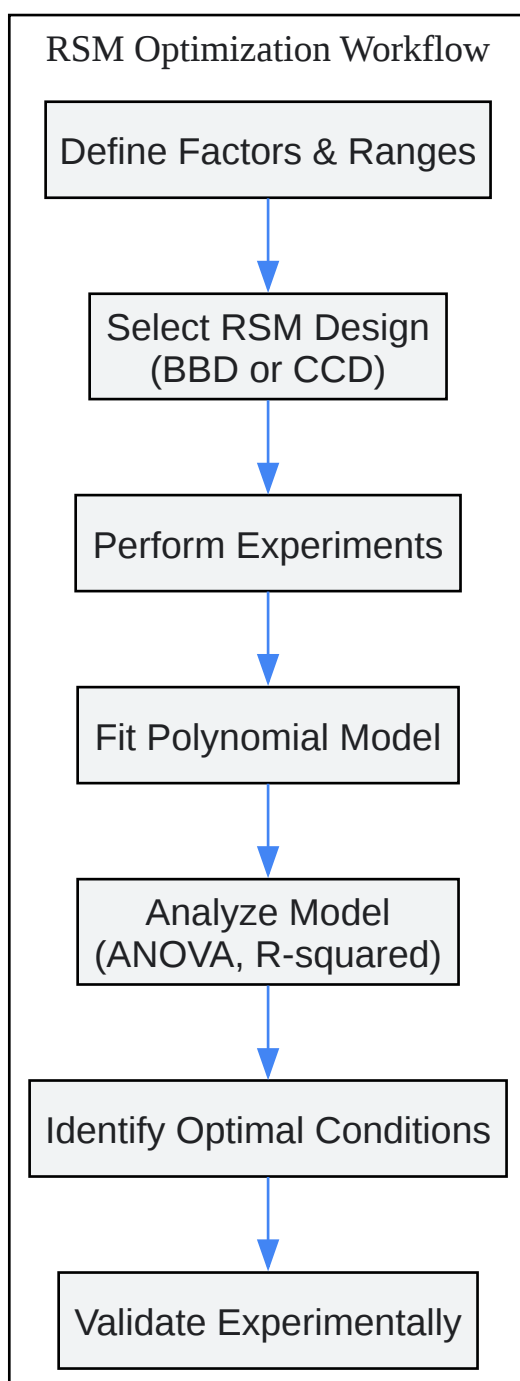 RSM Optimization Workflow
Define Factors & Ranges
Select RSM Design
(BBD or CCD)
Perform Experiments
Fit Polynomial Model
Analyze Model
(ANOVA, R-squared)
Identify Optimal Conditions
Validate Experimentally